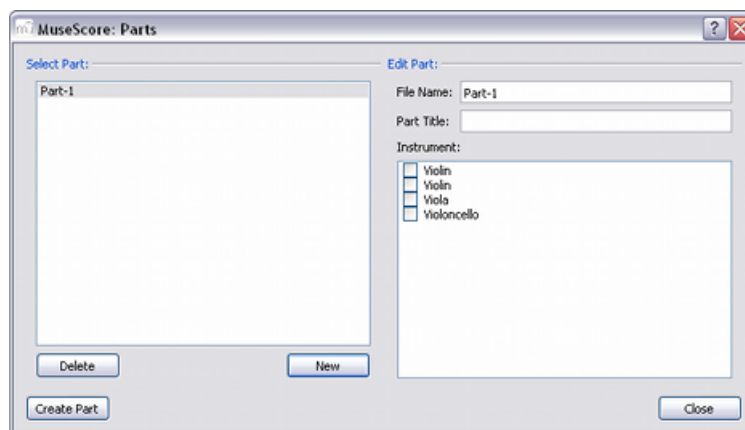 MuseScore: Parts
Select Part:
Part-1
Delete
New
Create Part
Edit Part:
File Name: Part-1
Part Title:
Instrument:
Violin
Violin
Viola
Violoncello
Close